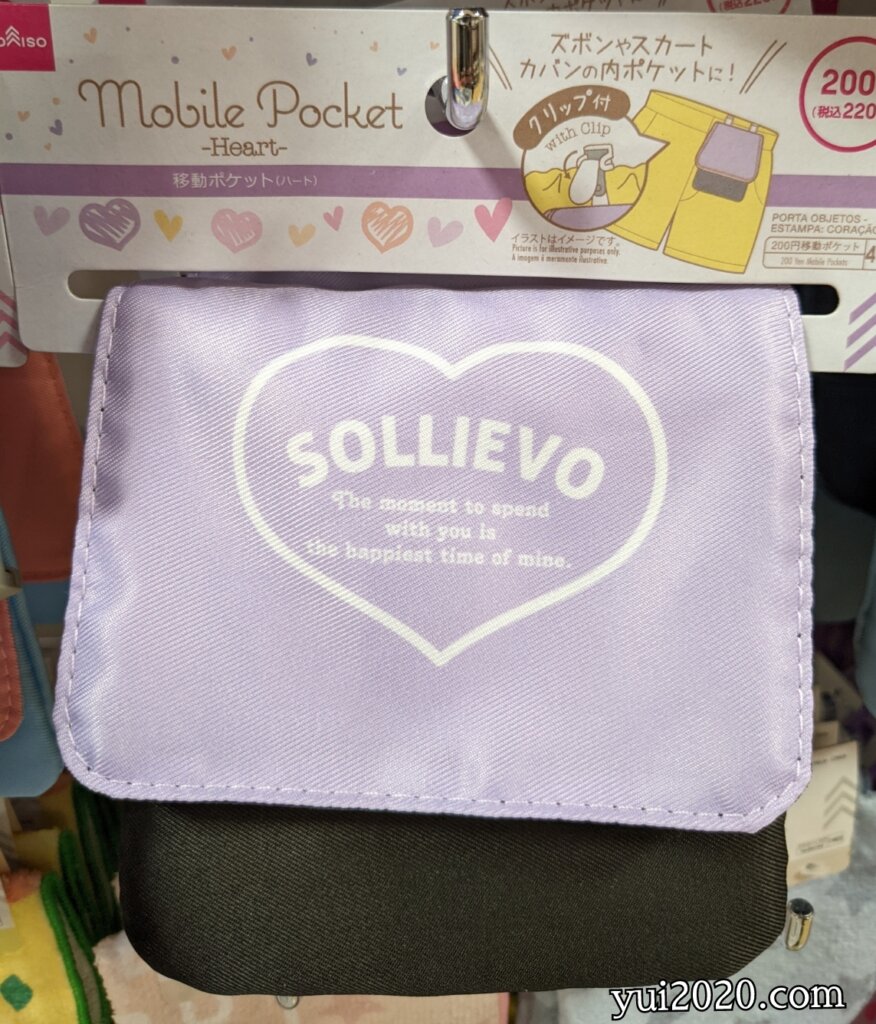 AISO
Mobile Pocket
-Heart-
移動ポケット(ハート)
ズボンやスカート
カバンの内ポケットに!
クリップ付
with Clip
200
(税込220
イラストはイメージです。
Picture is for illustrative purposes only.
A imagem é meramente ilustrativa.
PORTA OBJETOS -
ESTAMPA: CORAÇÃO
200円移動ポケット
200 Yen Mobile Pockets
4
SOLLIEVO
The moment to spend
with you is
the happiest time of mine.
yui2020.com